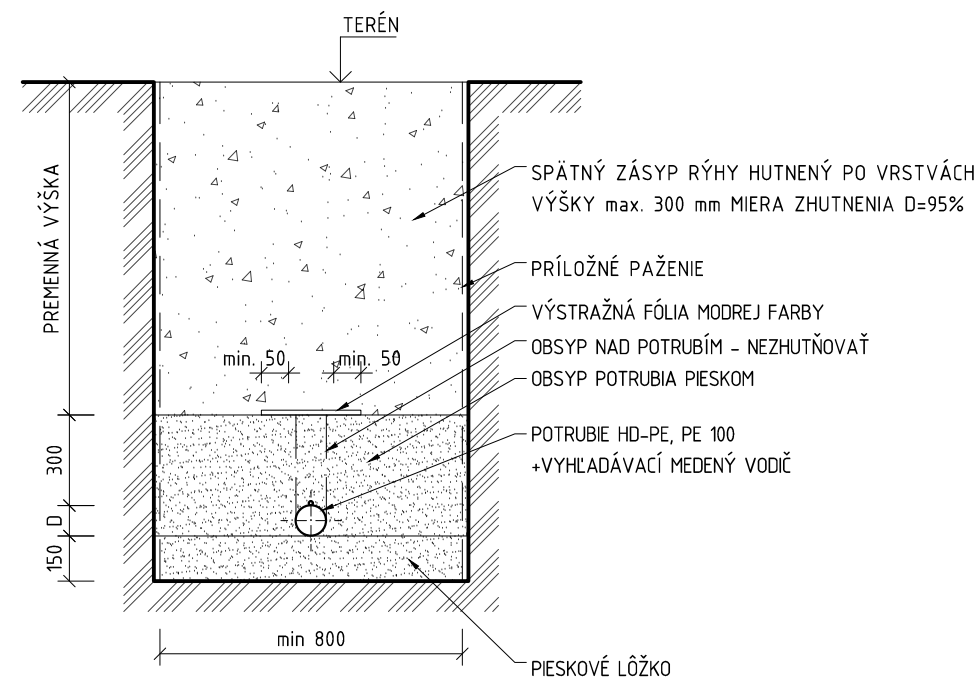 TERÉN
SPÄTNÝ ZÁSYP RÝHY HUTNENÝ PO VRSTVÁCH
VÝŠKY max. 300 mm MIERA ZHUTNENIA D=95%
PREMENNÁ VÝŠKA
PRÍLOŽNÉ PAŽENIE
VÝSTRAŽNÁ FÓLIA MODREJ FARBY
OBSYP NAD POTRUBÍM - NEZHUTŇOVAŤ
min. 50
min. 50
OBSYP POTRUBIA PIESKOM
POTRUBIE HD-PE, PE 100
+VYHĽADÁVACÍ MEDENÝ VODIČ
300
D
150
min 800
PIESKOVÉ LÔŽKO